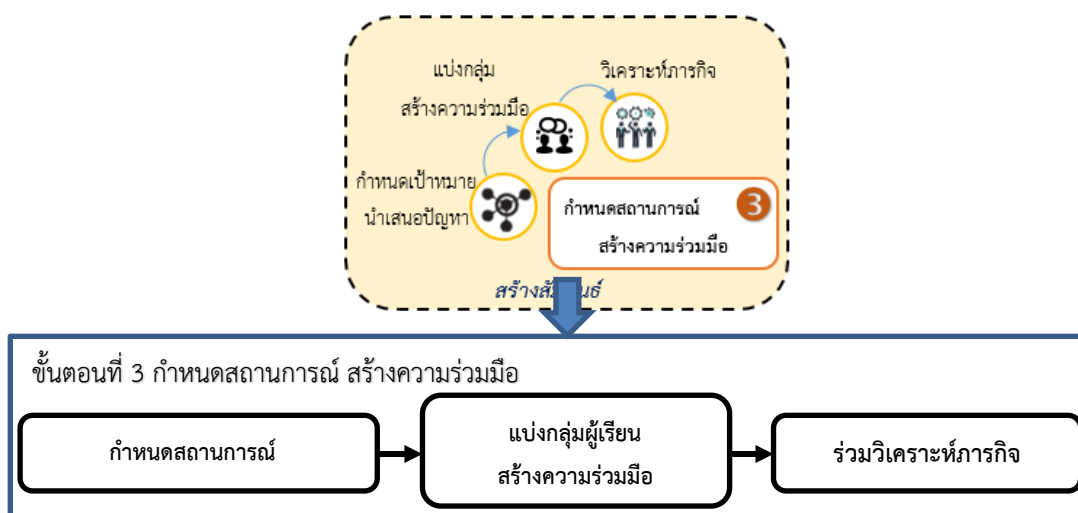 แบ่งกลุ่ม
สร้างความร่วมมือ
วิเคราะห์ภารกิจ
กำหนดเป้าหมาย
นำเสนอปัญหา
กำหนดสถานการณ์
สร้างความร่วมมือ
3
ขั้นตอนที่ 3 กำหนดสถานการณ์ สร้างความร่วมมือ
กำหนดสถานการณ์
แบ่งกลุ่มผู้เรียน
สร้างความร่วมมือ
ร่วมวิเคราะห์ภารกิจ